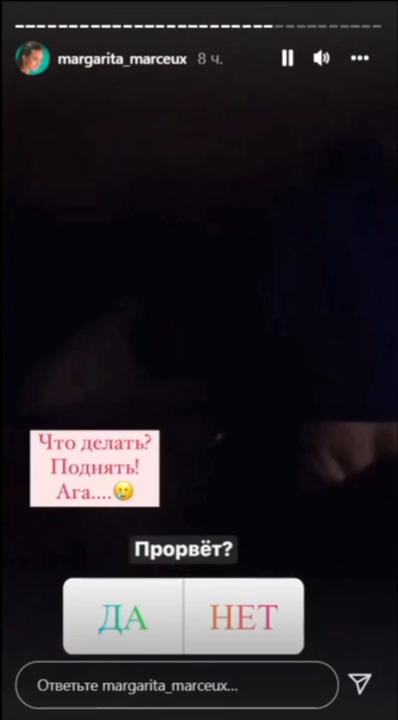 margarita_marceux 8 ч.
Что делать?
Поднять!
Ага....🥲
Прорвёт?
ДА НЕТ
Ответьте margarita_marceux...